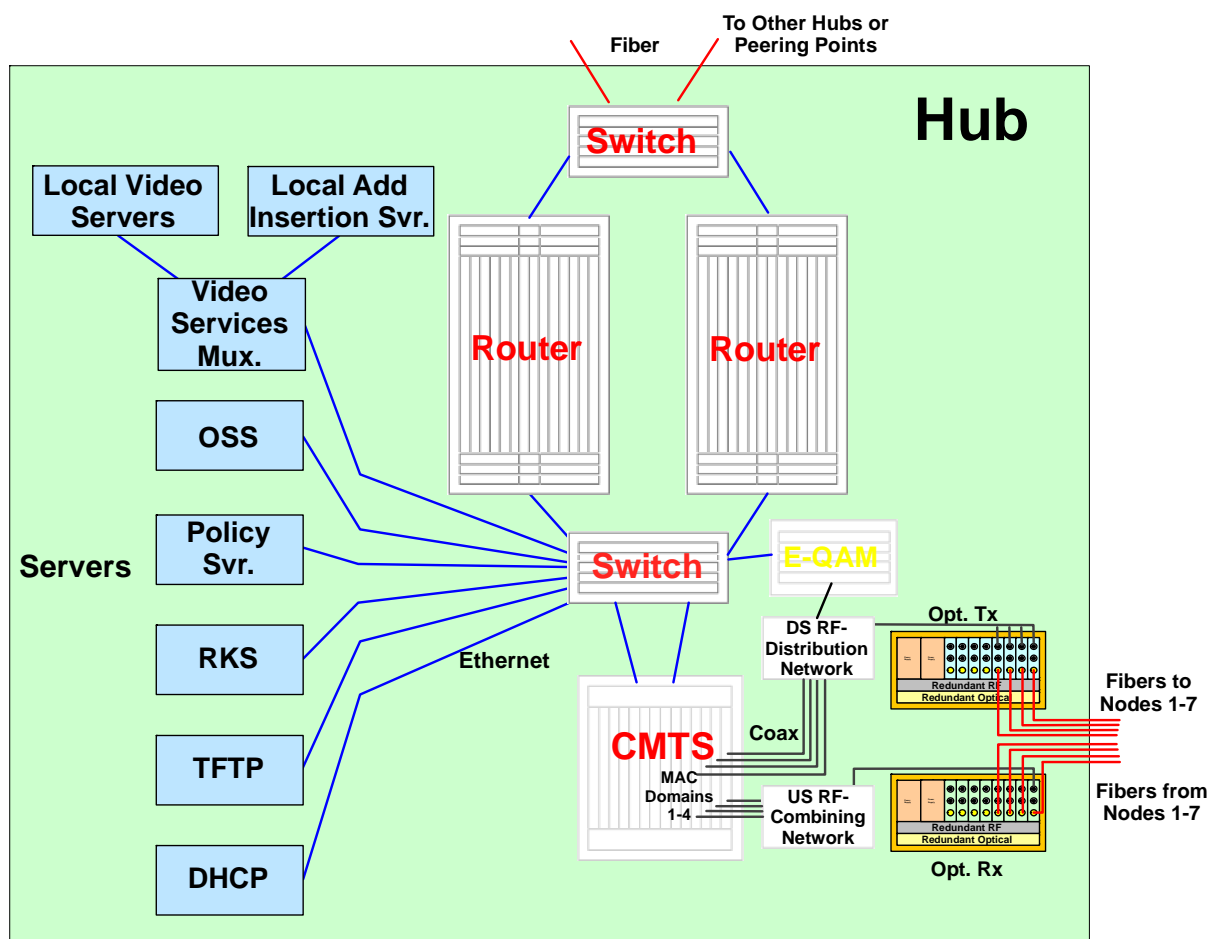 To Other Hubs or
Peering Points
Fiber
Hub
Switch
Local Video
Servers
Local Add
Insertion Svr.
Video
Services
Mux.
Router
Router
OSS
Policy
Svr.
Servers
Switch
E-QAM
RKS
Ethernet
DS RF-
Distribution
Network
Opt. Tx
Redundant RF
Redundant Optical
Fibers to
Nodes 1-7
TFTP
CMTS
Coax
MAC
Domains
1-4
US RF-
Combining
Network
Redundant RF
Redundant Optical
Opt. Rx
Fibers from
Nodes 1-7
DHCP